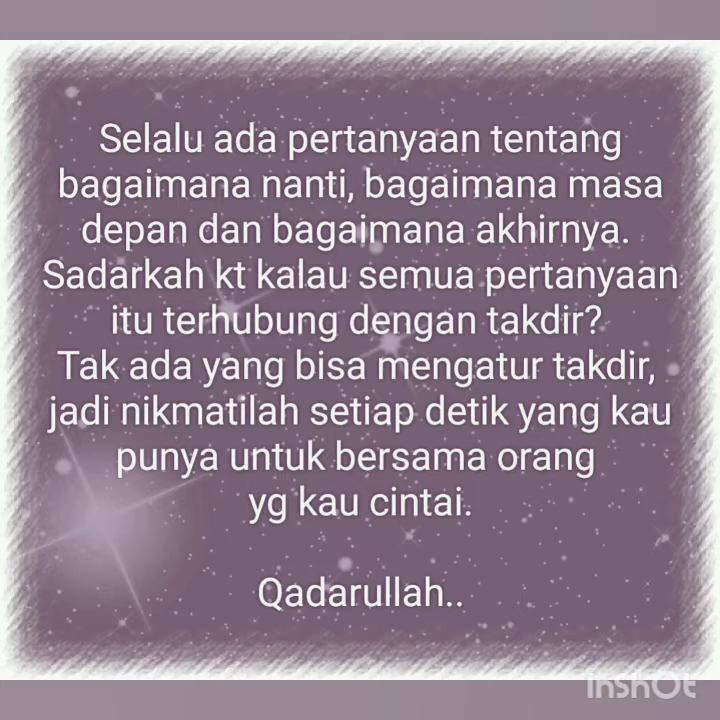 Selalu ada pertanyaan tentang
bagaimana nanti, bagaimana masa
depan dan bagaimana akhirnya.
Sadarkah kt kalau semua pertanyaan
itu terhubung dengan takdir?
Tak ada yang bisa mengatur takdir,
jadi nikmatilah setiap detik yang kau
punya untuk bersama orang
yg kau cintai.
Qadarullah..
InShOt